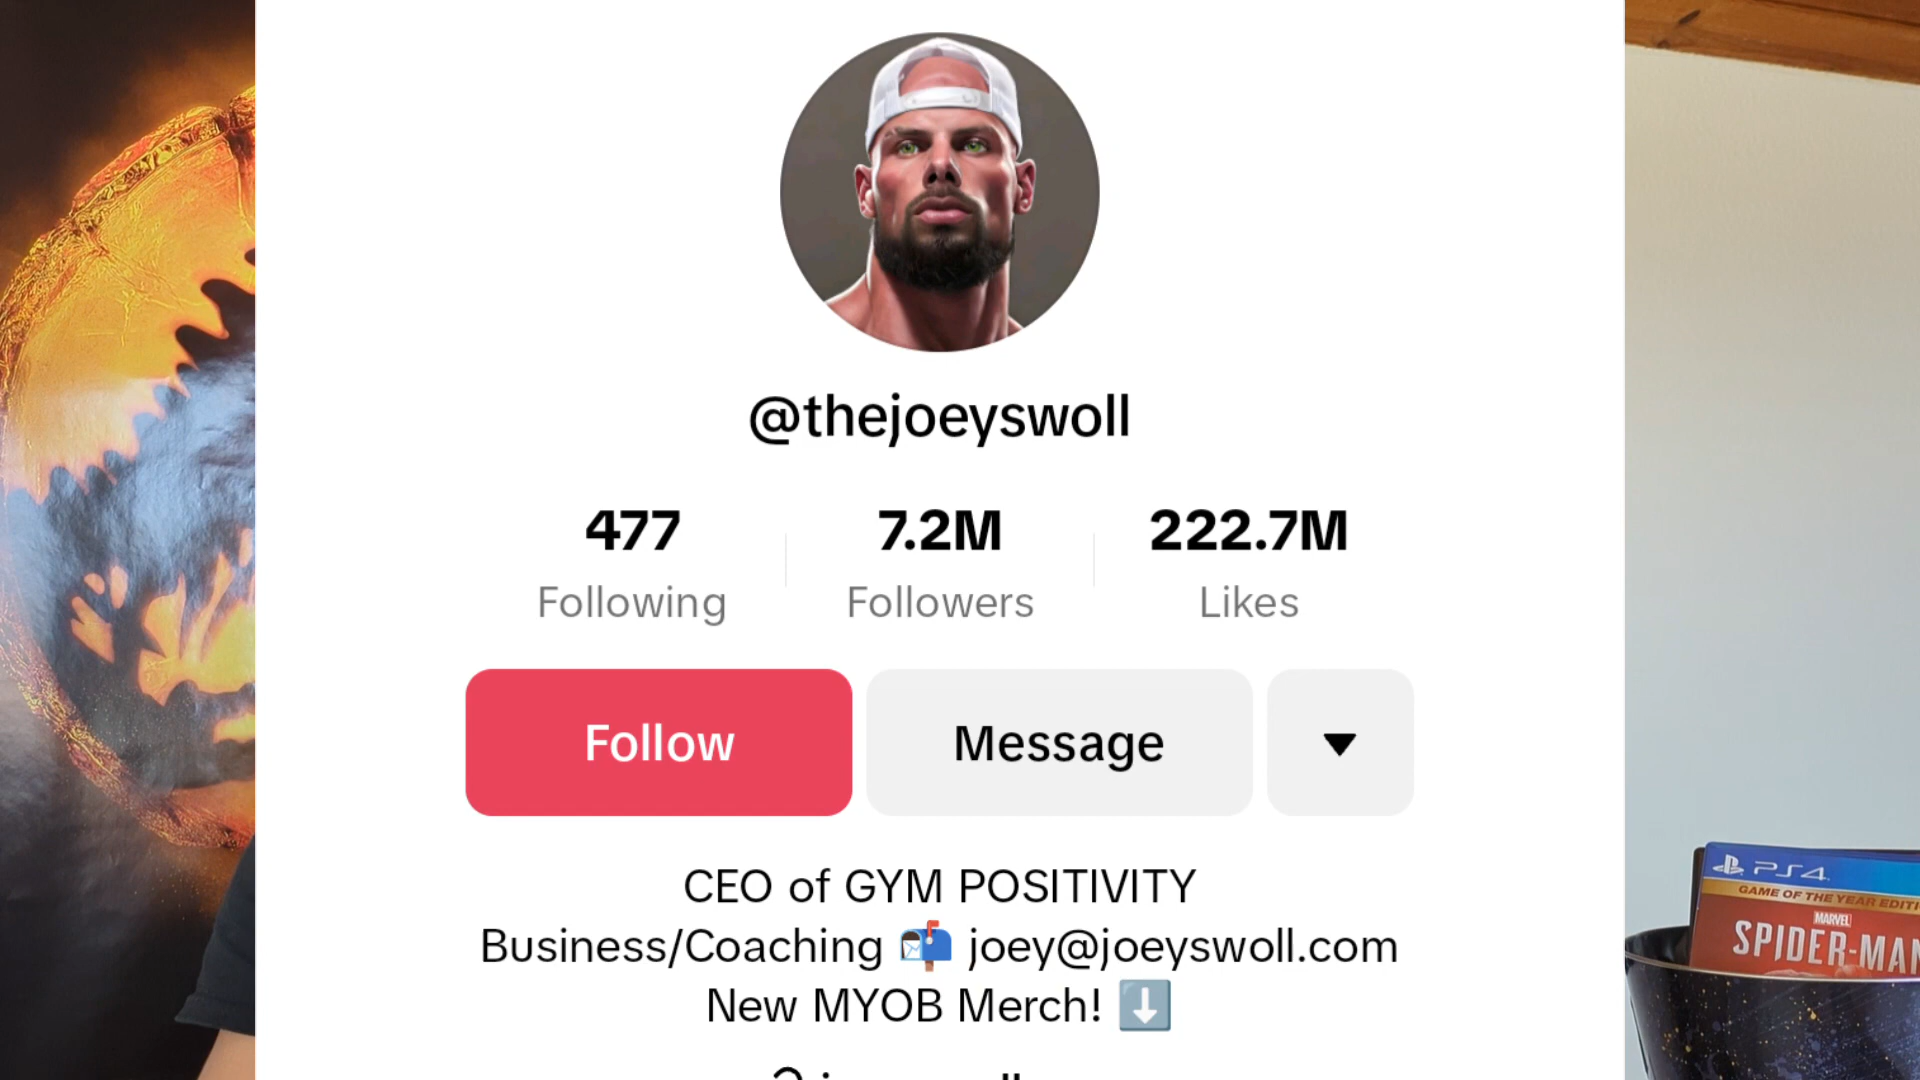 @thejoeyswoll
477
Following
7.2M
Followers
222.7M
Likes
Follow
Message
CEO of GYM POSITIVITY
Business/Coaching 📬 joey@joeyswoll.com
New MYOB Merch! ⬇️
PS4
GAME OF THE YEAR EDITI
MARVEL
SPIDER-MAN